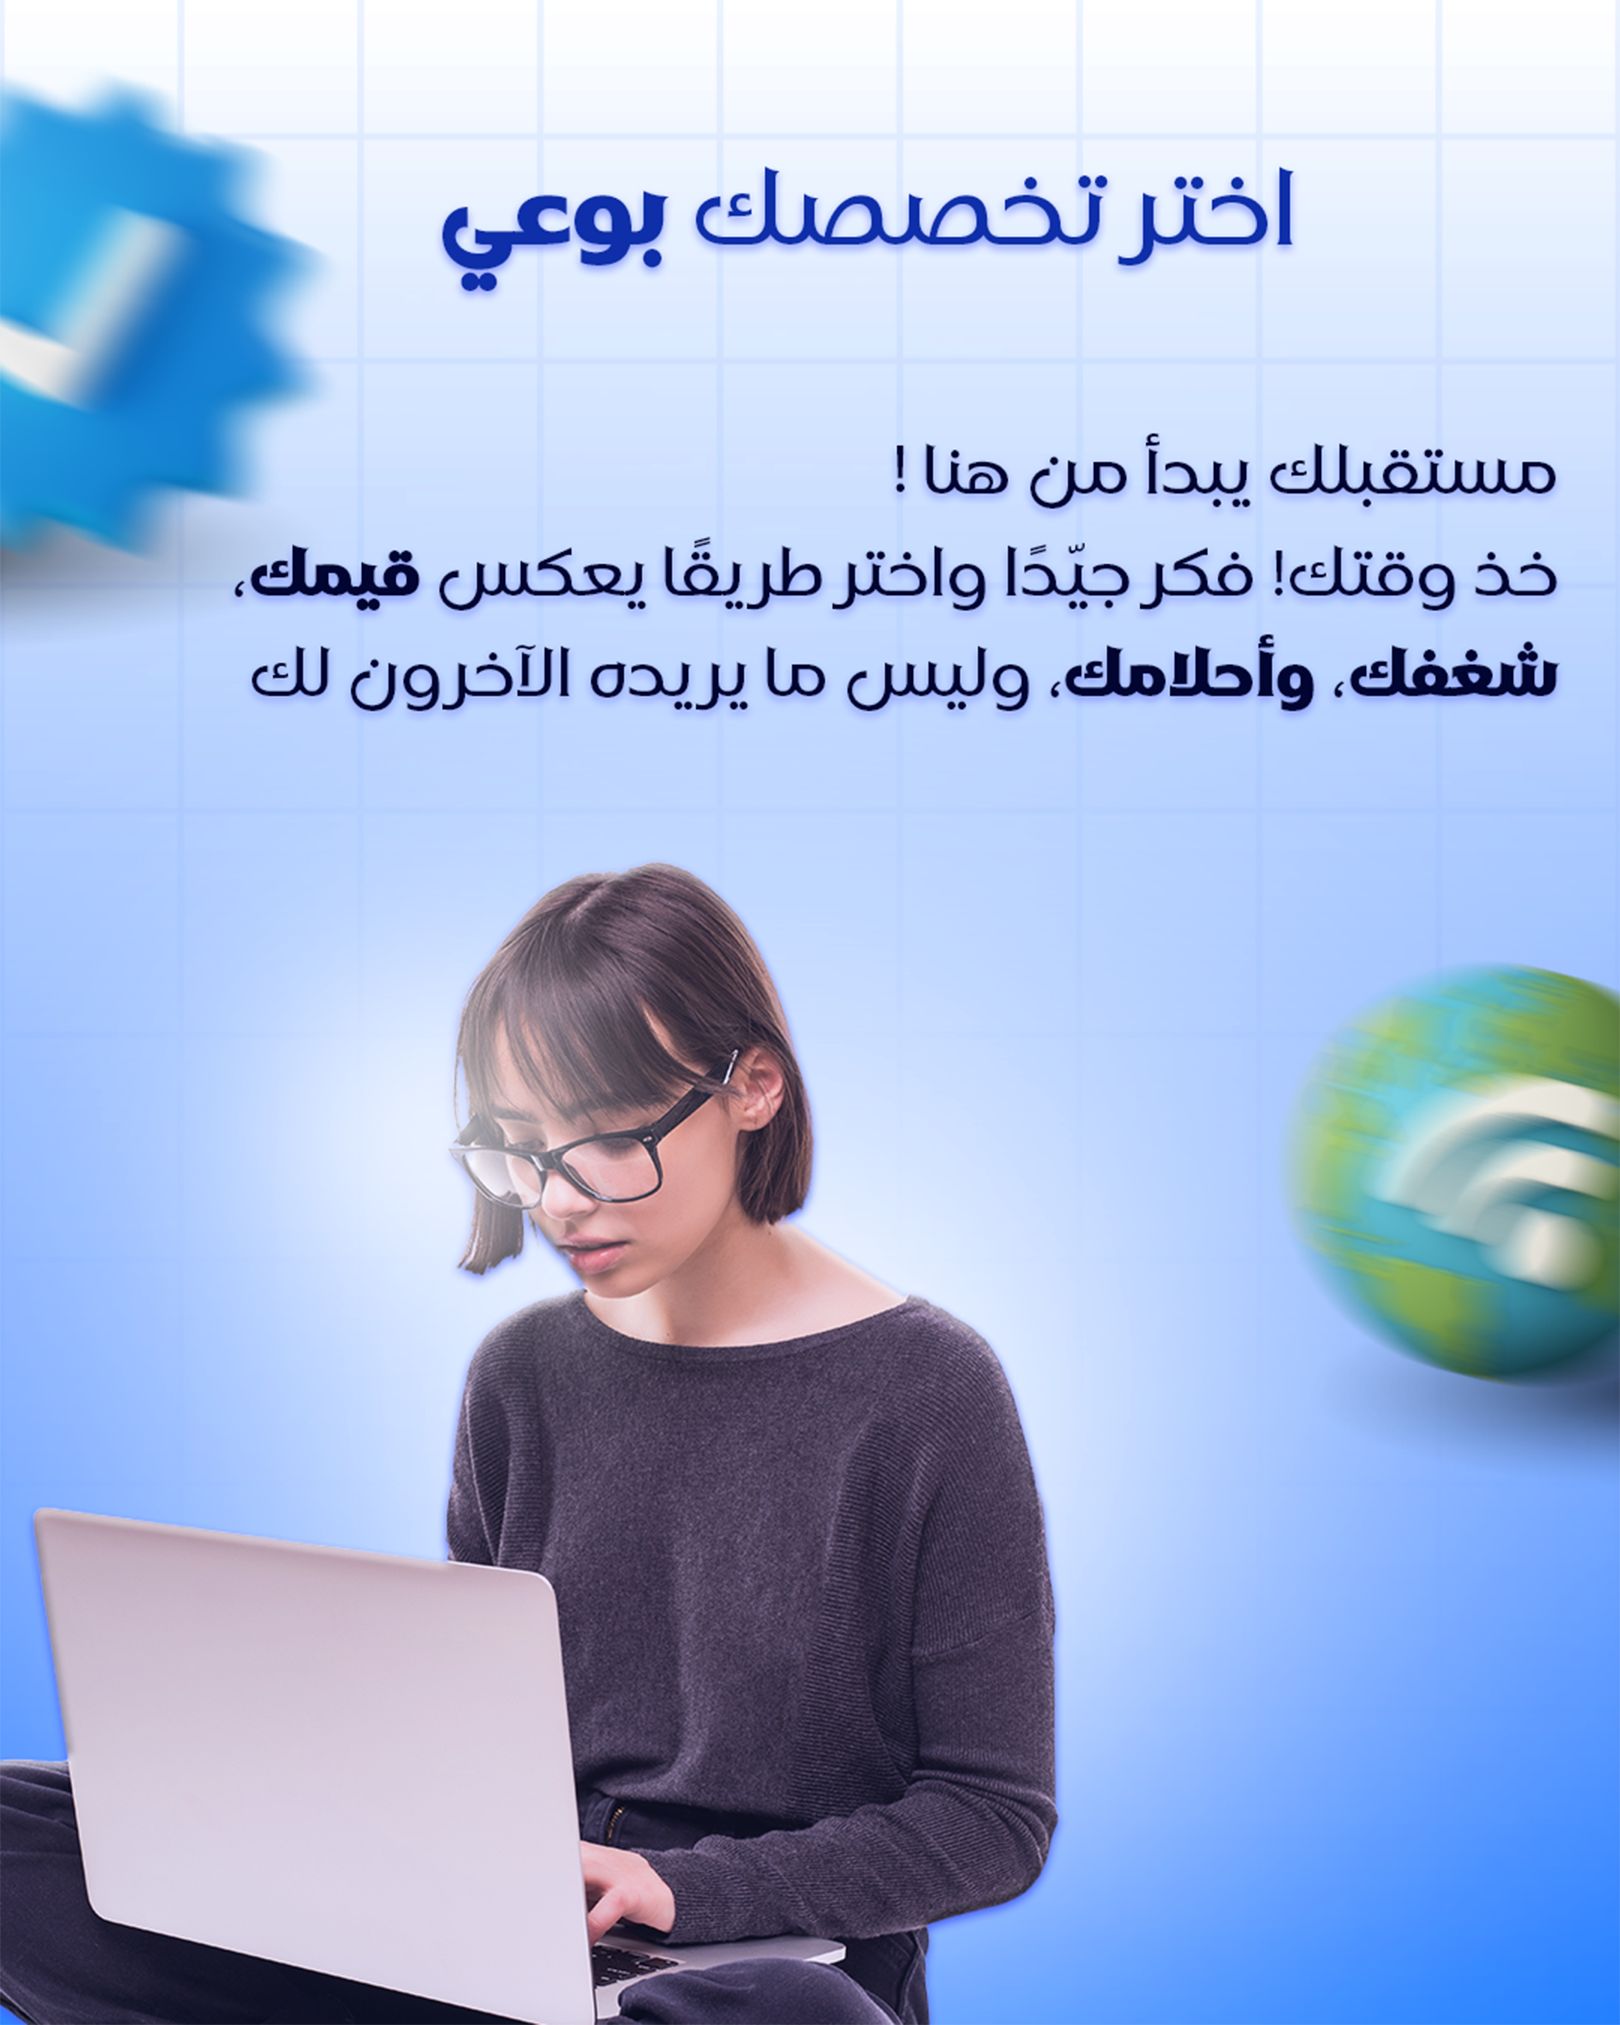 اختر تخصصك بوعي
مستقبلك يبدأ من هنا !
خذ وقتك! فكر جيّدًا واختر طريقًا يعكس قيمك،
شغفك، وأحلامك، وليس ما يريده الآخرون لك